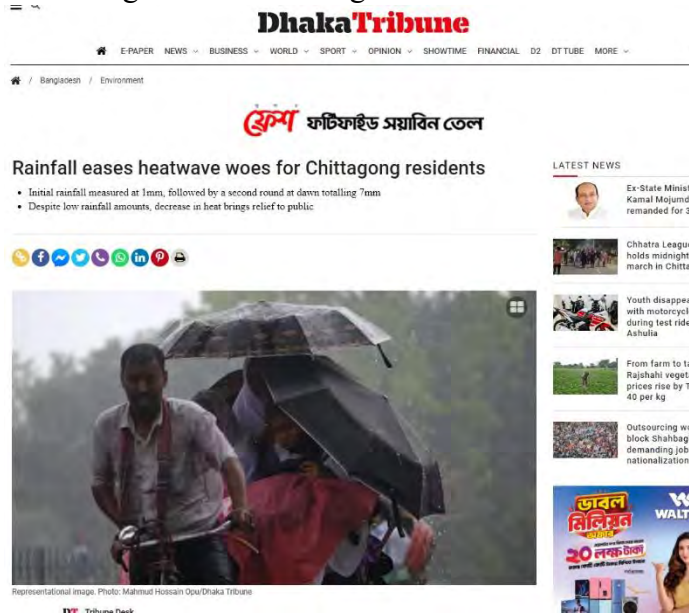 DhakaTribune
E-PAPER NEWS BUSINESS WORLD SPORT OPINION SHOWTIME FINANCIAL D2 DT TUBE MORE
/ Bangladesh / Environment
ফ্রেশ ফর্টিফাইড সয়াবিন তেল
Rainfall eases heatwave woes for Chittagong residents
• Initial rainfall measured at 1mm, followed by a second round at dawn totalling 7mm
• Despite low rainfall amounts, decrease in heat brings relief to public
Representational image. Photo: Mahmud Hossain Opu/Dhaka Tribune
DT Tribune Desk
LATEST NEWS
Ex-State Minist
Kamal Mojumd
remanded for 3
Chhatra League
holds midnight
march in Chitta
Youth disappea
with motorcycl
during test ride
Ashulia
From farm to ta
Rajshahi veget
prices rise by T
40 per kg
Outsourcing wo
block Shahbag
demanding job
nationalization
ডাবল
মিলিয়ন
২০ লক্ষ টাকা
WALT